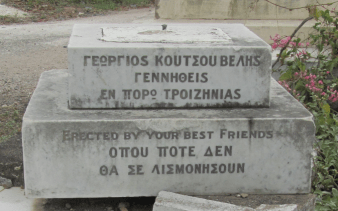 ΓΕΩΡΓΙΟΣ ΚΟΥΤΣΟΥΒΕΛΗΣ
ΓΕΝΝΗΘΕΙΣ
ΕΝ ΠΟΡΩ ΤΡΟΙΖΗΝΙΑΣ
ERECTED BY YOUR BEST FRIENDS
ΟΠΟΥ ΠΟΤΕ ΔΕΝ
ΘΑ ΣΕ ΛΙΣΜΟΝΗΣΟΥΝ